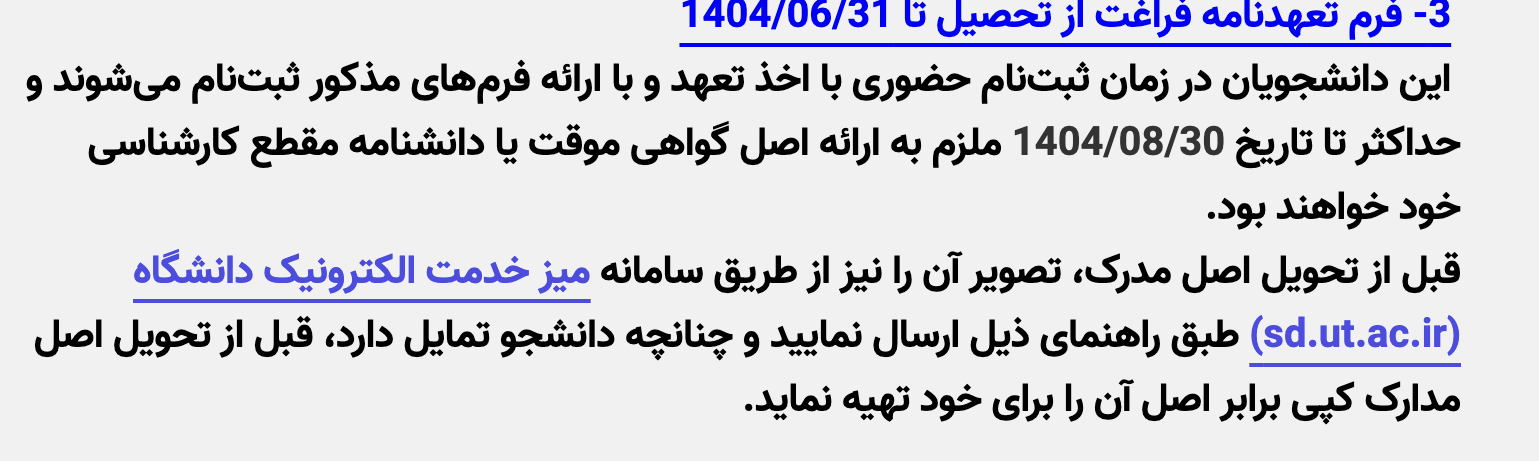 3- فرم تعهدنامه فراغت از تحصیل تا 1404/06/31
این دانشجویان در زمان ثبت‌نام حضوری با اخذ تعهد و با ارائه فرم‌های مذکور ثبت‌نام می‌شوند و
حداکثر تا تاریخ 1404/08/30 ملزم به ارائه اصل گواهی موقت یا دانشنامه مقطع کارشناسی
خود خواهند بود.
قبل از تحویل اصل مدرک، تصویر آن را نیز از طریق سامانه میز خدمت الکترونیک دانشگاه
(sd.ut.ac.ir) طبق راهنمای ذیل ارسال نمایید و چنانچه دانشجو تمایل دارد، قبل از تحویل اصل
مدارک کپی برابر اصل آن را برای خود تهیه نماید.